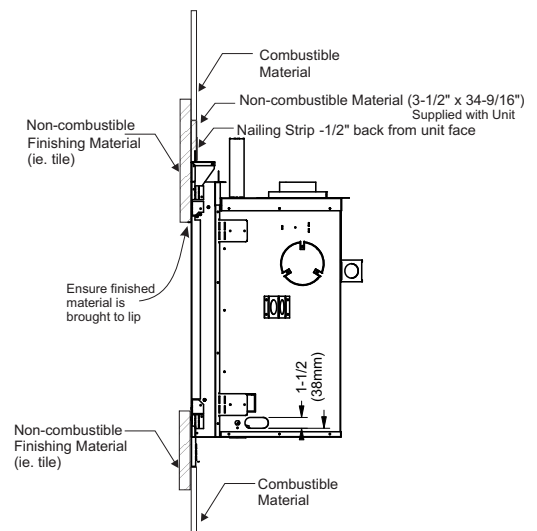 Combustible
Material
Non-combustible Material (3-1/2" x 34-9/16")
Supplied with Unit
Nailing Strip -1/2" back from unit face
Non-combustible
Finishing Material
(ie. tile)
Ensure finished
material is
brought to lip
1-1/2
(38mm)
Non-combustible
Finishing Material
(ie. tile)
Combustible
Material